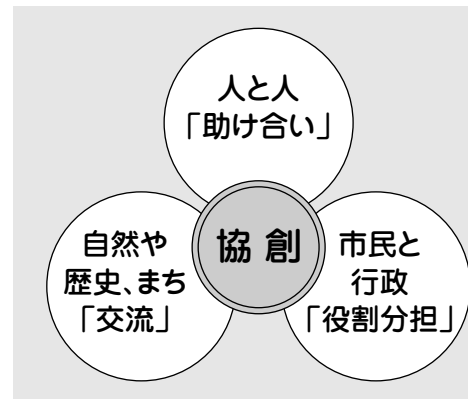 人と人
「助け合い」
協創
自然や
歴史、まち
「交流」
市民と
行政
「役割分担」